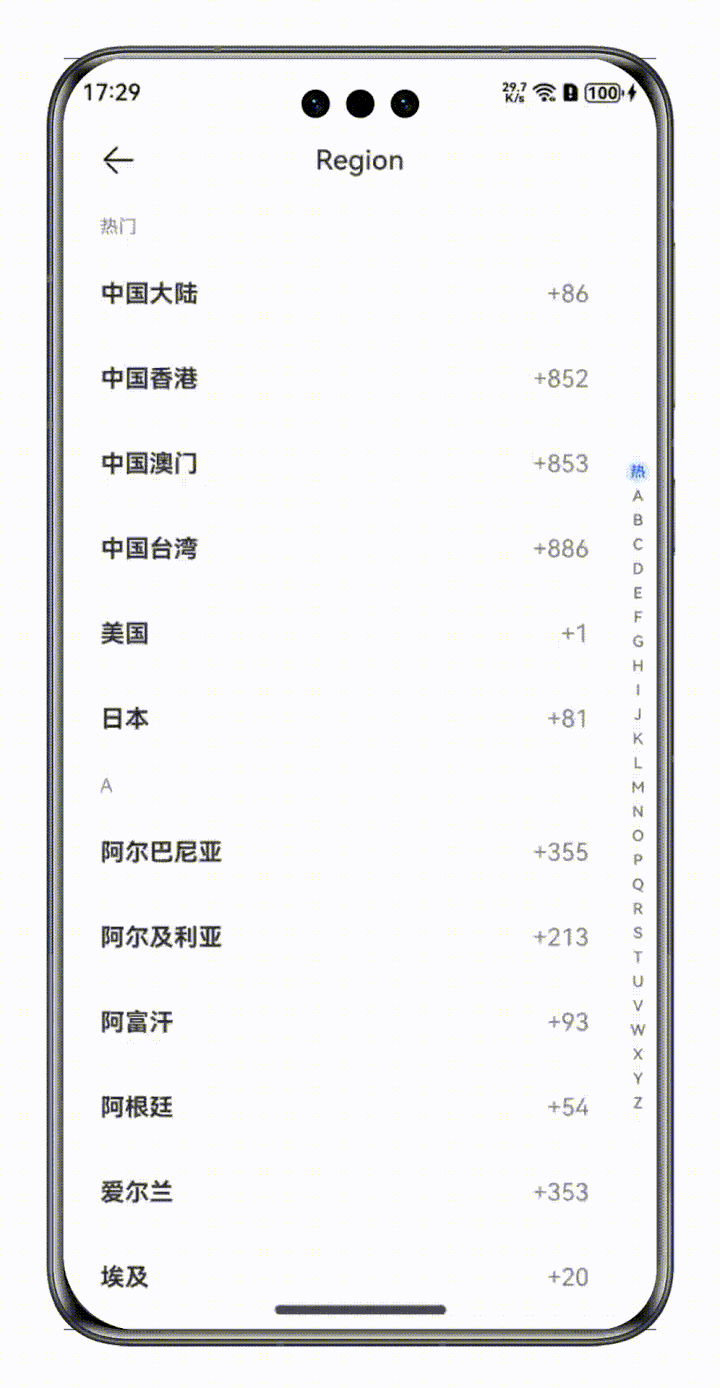 17:29
29.7 K/s
100
Region
热门
中国大陆 +86
中国香港 +852
中国澳门 +853
中国台湾 +886
美国 +1
日本 +81
A
阿尔巴尼亚 +355
阿尔及利亚 +213
阿富汗 +93
阿根廷 +54
爱尔兰 +353
埃及 +20
热
A
B
C
D
E
F
G
H
I
J
K
L
M
N
O
P
Q
R
S
T
U
V
W
X
Y
Z